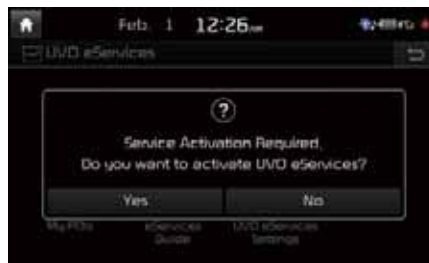 Feb. 1 12:26 AM
UVO eServices
?
Service Activation Required.
Do you want to activate UVO eServices?
Yes No
My POIs eServices Guide UVO eServices Settings